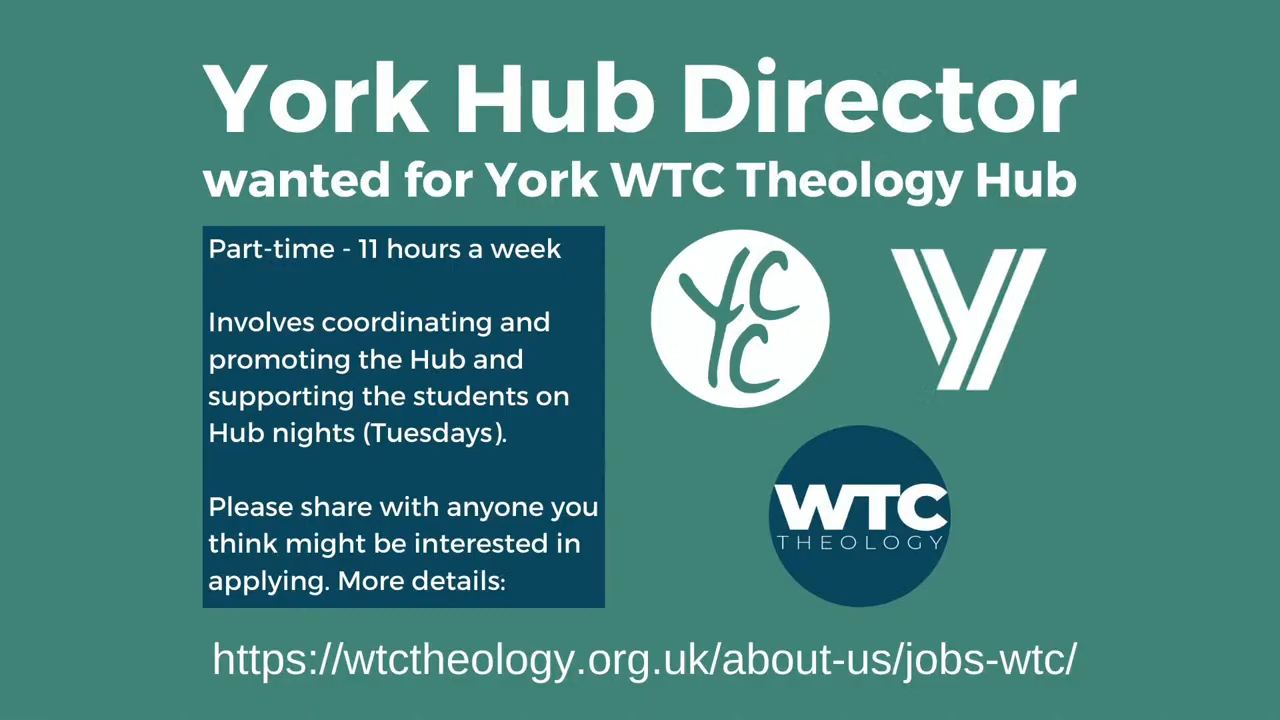 York Hub Director
wanted for York WTC Theology Hub
Part-time - 11 hours a week
Involves coordinating and
promoting the Hub and
supporting the students on
Hub nights (Tuesdays).
Please share with anyone you
think might be interested in
applying. More details:
YC
C
Y
WTC
THEOLOGY
https://wtctheology.org.uk/about-us/jobs-wtc/